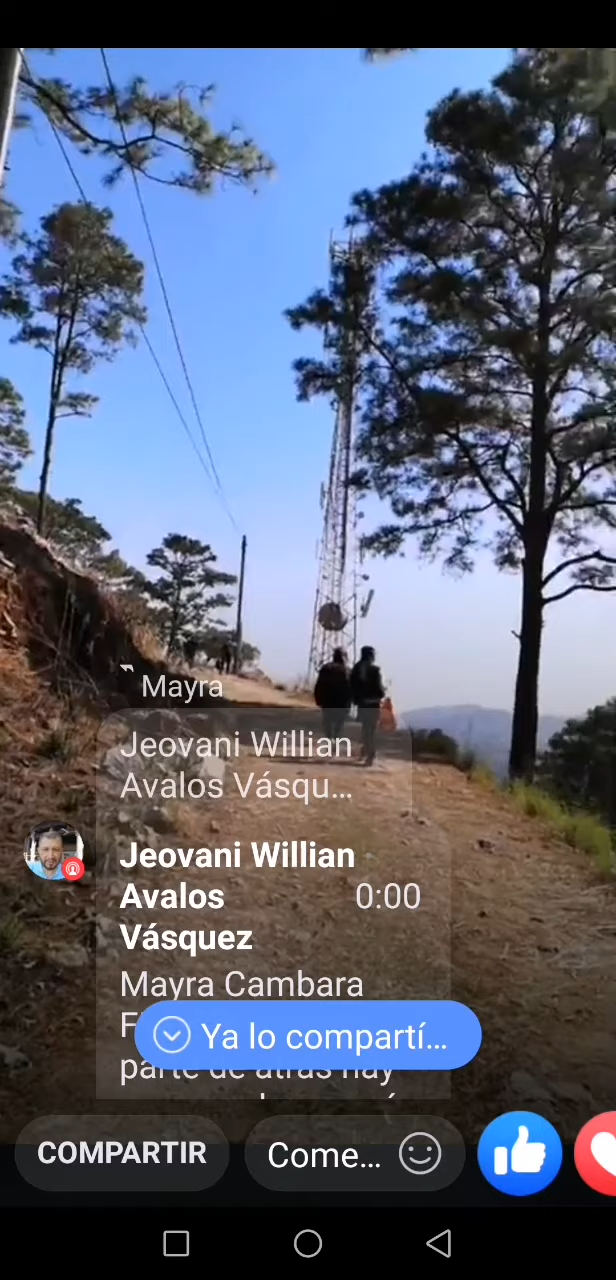 Mayra
Jeovani Willian
Avalos Vásqu...
Jeovani Willian
Avalos
0:00
Vásquez
Mayra Cambara
Ya lo compartí...
parte de atrás hay
COMPARTIR
Come...